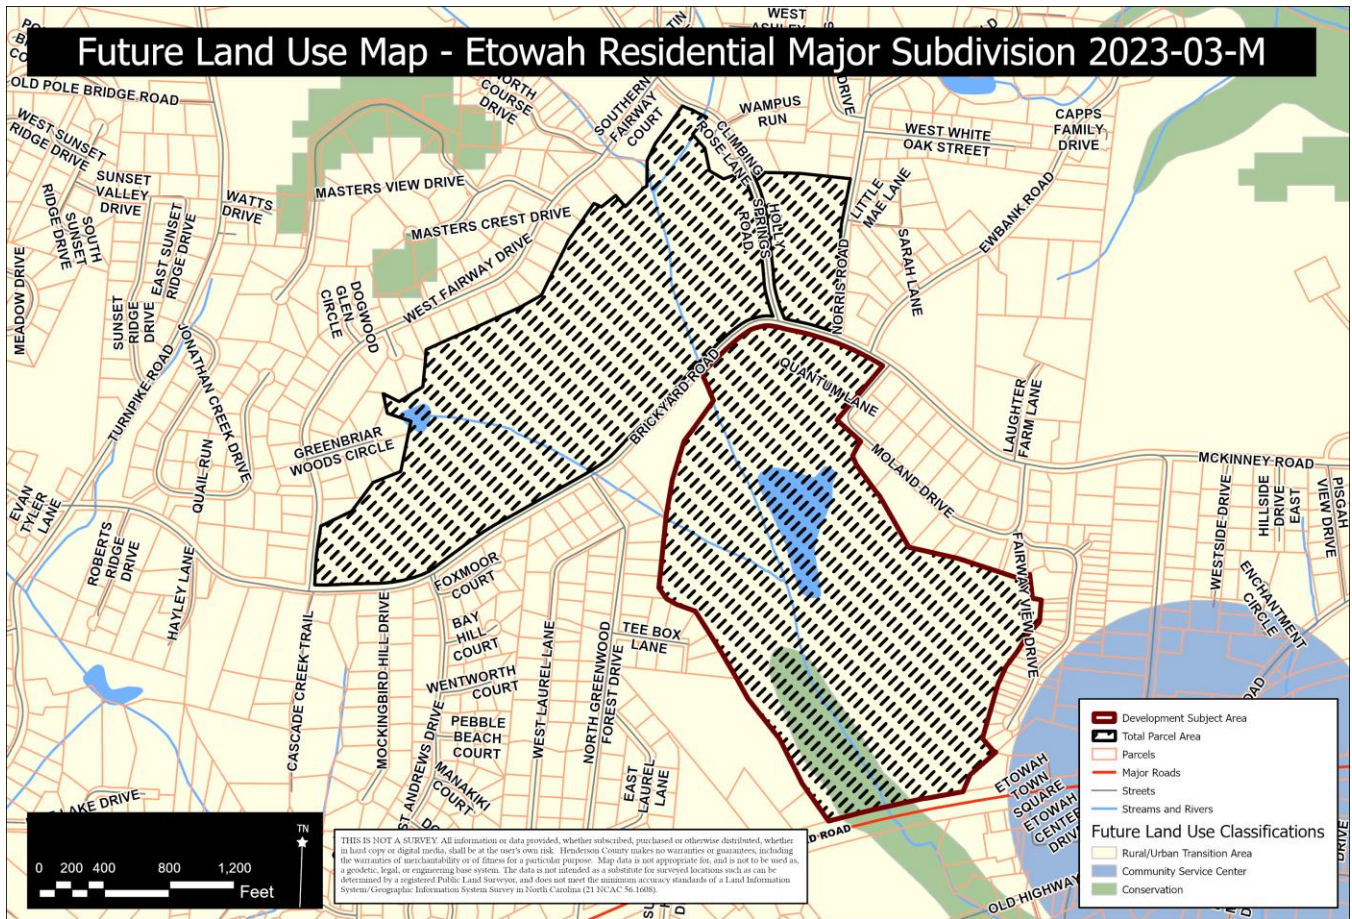 Future Land Use Map - Etowah Residential Major Subdivision 2023-03-M
WEST
OLD POLE BRIDGE ROAD
WEST SUNSET
RIDGE DRIVE
SUNSET
VALLEY
DRIVE
WATTS
DRIVE
SOUTH
SUNSET
RIDGE DRIVE
EAST SUNSET
RIDGE DRIVE
SUNSET
RIDGE
DRIVE
MEADOW DRIVE
TURNPIKE ROAD
JONATHAN CREEK DRIVE
QUAIL RUN
EVAN
TYLER
LANE
ROBERTS
RIDGE
DRIVE
HAYLEY LANE
COURSE
DRIVE
SOUTHERN
FAIRWAY
COURT
MASTERS VIEW DRIVE
MASTERS CREST DRIVE
WEST FAIRWAY DRIVE
DOGWOOD
GLEN
CIRCLE
GREENBRIAR
WOODS CIRCLE
WAMPUS
RUN
CLIMBING
ROSE LANE
HOLLY
SPRINGS
ROAD
DRIVE
WEST WHITE
OAK STREET
CAPPS
FAMILY
DRIVE
LITTLE
MAE LANE
SARAH LANE
EWBANK ROAD
NORRIS ROAD
BRICKYARD ROAD
QUANTUM LANE
MOLAND DRIVE
LAUGHTER
FARM LANE
MCKINNEY ROAD
WESTSIDE DRIVE
HILLSIDE
DRIVE
EAST
PISGAH
VIEW DRIVE
ENCHANTMENT
CIRCLE
FAIRWAY VIEW DRIVE
FOXMOOR
COURT
BAY
HILL
COURT
WENTWORTH
COURT
PEBBLE
BEACH
COURT
MANAKIKI
COURT
CASCADE CREEK TRAIL
MOCKINGBIRD HILL DRIVE
ST ANDREWS DRIVE
WEST LAUREL LANE
NORTH GREENWOOD
FOREST DRIVE
TEE BOX
LANE
EAST
LAUREL
LANE
LAKE DRIVE
ETOWAH
TOWN
SQUARE
ETOWAH
CENTER
DRIVE
ROAD
OLD HIGHWAY
DRIVE
Development Subject Area
Total Parcel Area
Parcels
Major Roads
Streets
Streams and Rivers
Future Land Use Classifications
Rural/Urban Transition Area
Community Service Center
Conservation
TN
0 200 400 800 1,200
Feet
THIS IS NOT A SURVEY. All information or data provided, whether subscribed, purchased or otherwise distributed, whether
in hard copy or digital media, shall be at the user's own risk. Henderson County makes no warranties or guarantees, including
the warranties of merchantability or of fitness for a particular purpose. Map data is not appropriate for, and is not to be used as,
a geodetic, legal, or engineering base system. The data is not intended as a substitute for surveyed locations such as can be
determined by a registered Public Land Surveyor, and does not meet the minimum accuracy standards of a Land Information
System/Geographic Information System Survey in North Carolina (21 NCAC 56.1608).